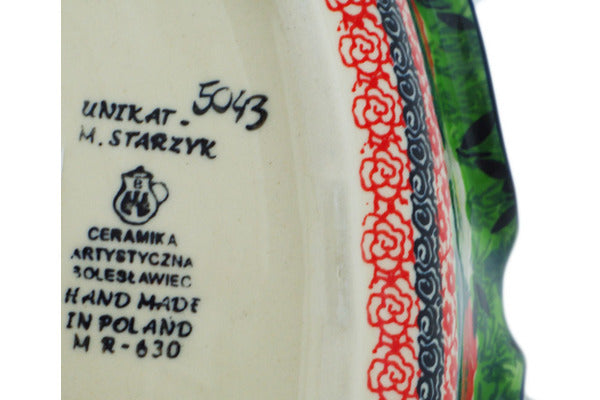 UNIKAT - 5043
M. STARZYK
CERAMIKA
ARTYSTYCZNA
BOLESŁAWIEC
HAND MADE
IN POLAND
M R - 630